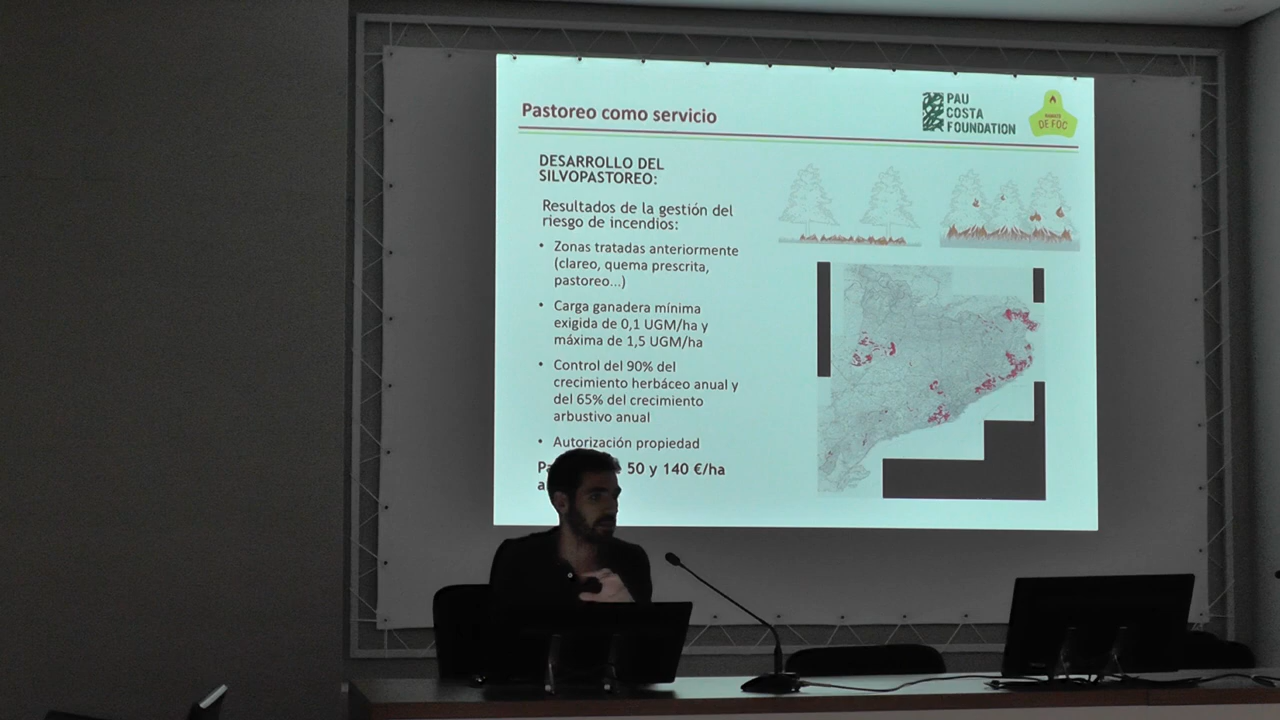 Pastoreo como servicio
PAU
COSTA
FOUNDATION
DE FOC
DESARROLLO DEL
SILVOPASTOREO:
Resultados de la gestión del
riesgo de incendios:
• Zonas tratadas anteriormente
(clareo, quema prescrita,
pastoreo...)
• Carga ganadera mínima
exigida de 0,1 UGM/ha y
máxima de 1,5 UGM/ha
• Control del 90% del
crecimiento herbáceo anual y
del 65% del crecimiento
arbustivo anual
• Autorización propiedad
50 y 140 €/ha